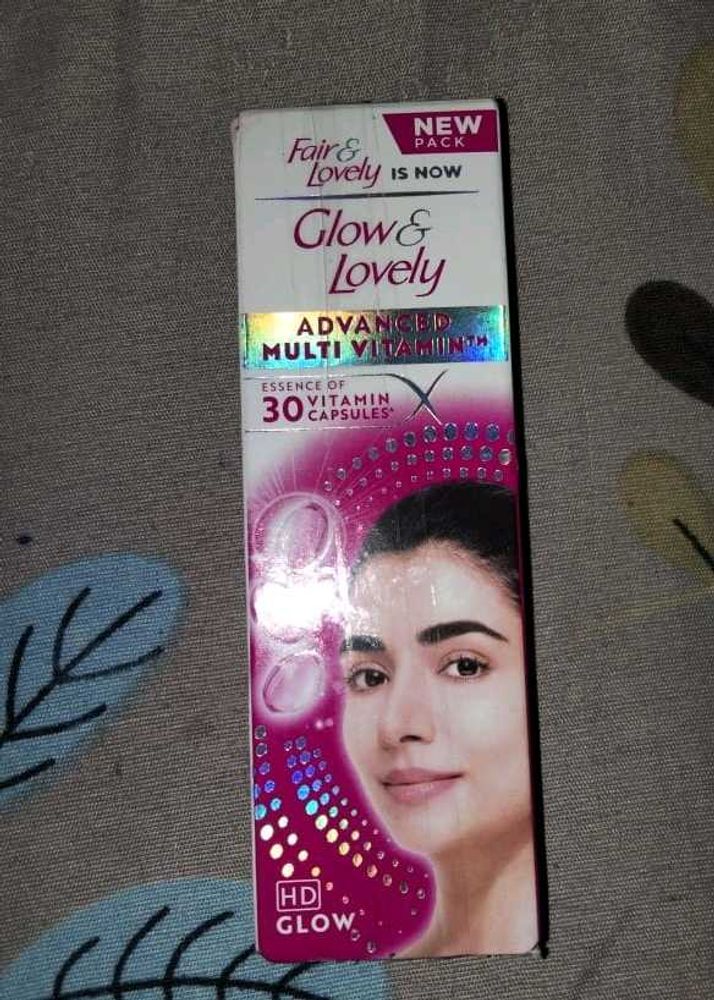 NEW
PACK
Fair &
Lovely IS NOW
Glow &
Lovely
ADVANCED
MULTI VITAMIN™
ESSENCE OF
30 VITAMIN
CAPSULES*
HD
GLOW